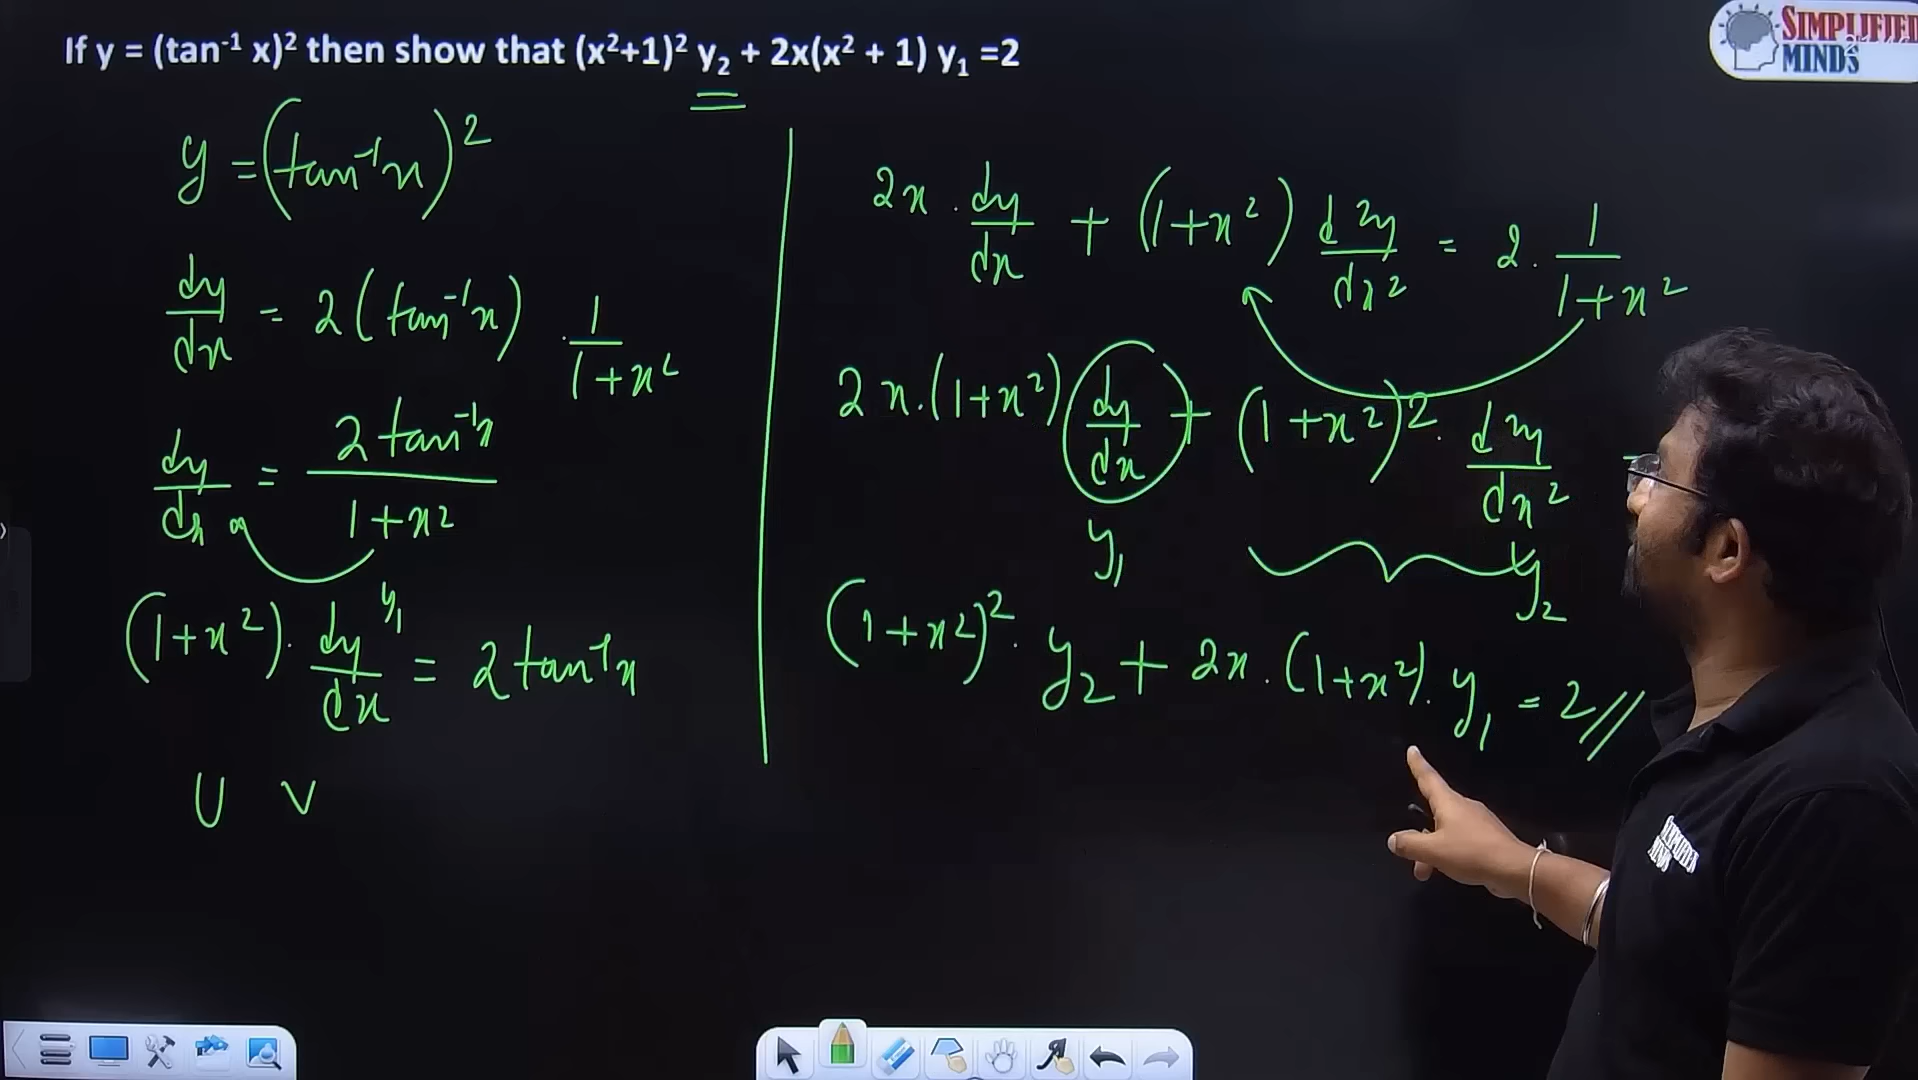 If y = (tan⁻¹ x)² then show that (x²+1)² y₂ + 2x(x² + 1) y₁ =2
SIMPLIFIED
MINDS
y = (tan⁻¹x)²
dy/dx = 2(tan⁻¹x) . 1/(1+x²)
dy/dx = 2tan⁻¹x/(1+x²)
(1+x²). dy/dx = 2tan⁻¹x
y₁
U V
2x . dy/dx + (1+x²) d²y/dx² = 2. 1/(1+x²)
2x.(1+x²) dy/dx + (1+x²)². d²y/dx²
y₁ y₂
(1+x²)². y₂ + 2x.(1+x²). y₁ = 2//
SIMPLIFIED
MINDS